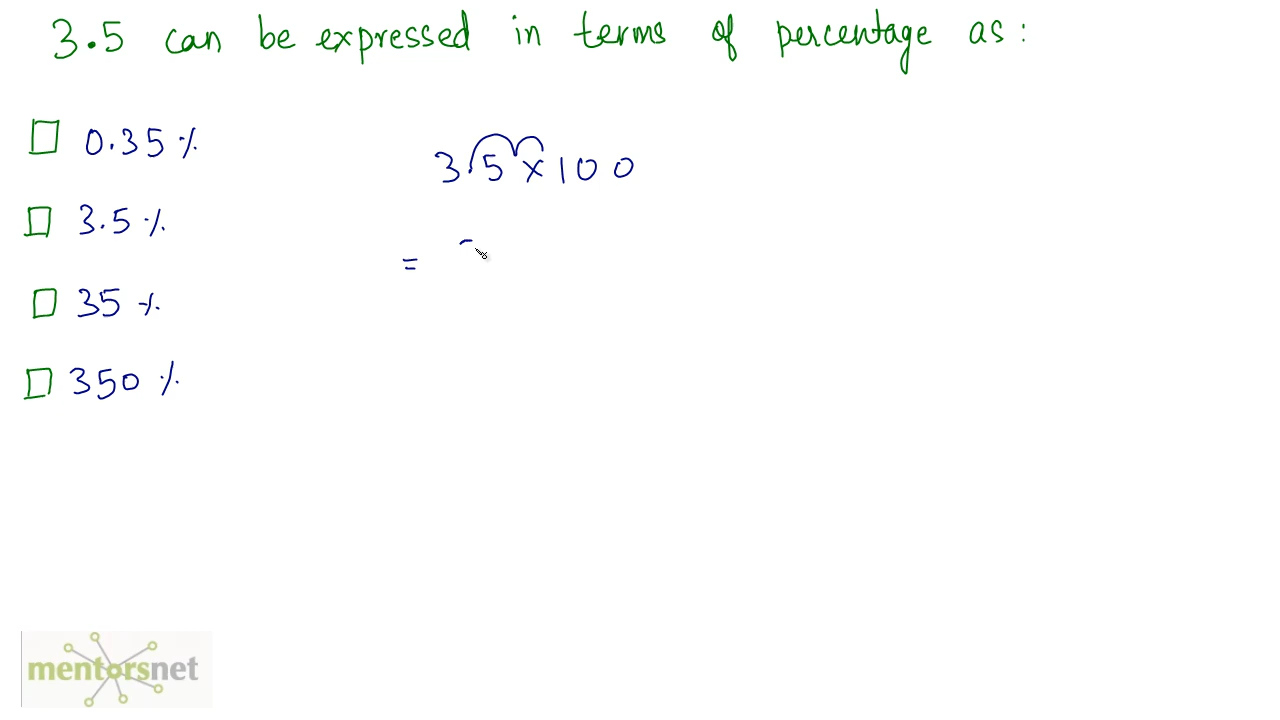 3.5 can be expressed in terms of percentage as:
0.35 %
3.5 %
35 %
350 %
3.5 × 100
=
mentorsnet